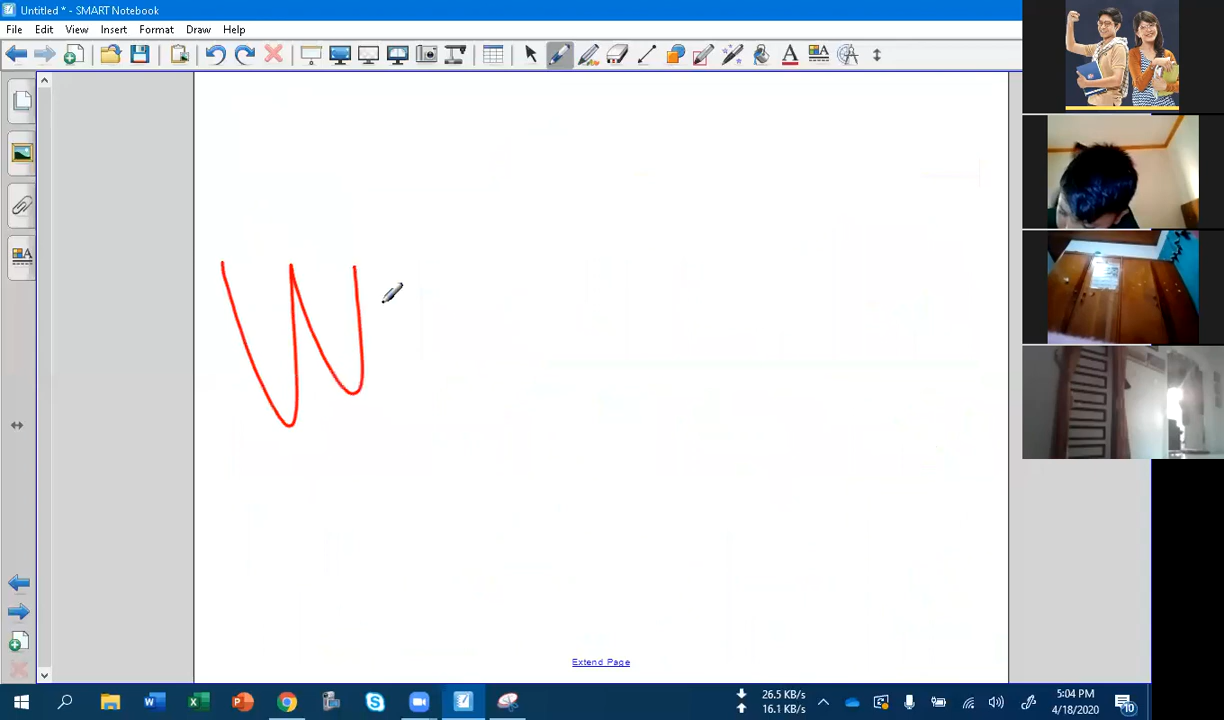 Untitled * - SMART Notebook
File Edit View Insert Format Draw Help
W
Extend Page
26.5 KB/s
16.1 KB/s
5:04 PM
4/18/2020
10